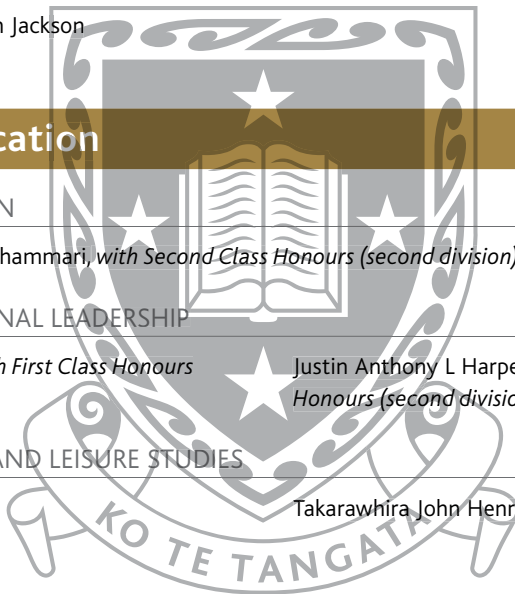 n Jackson
cation
N
hammari, with Second Class Honours (second division)
NAL LEADERSHIP
h First Class Honours
Justin Anthony L Harpe
Honours (second divisio
AND LEISURE STUDIES
Takarawhira John Henr
KO TE TANGATA